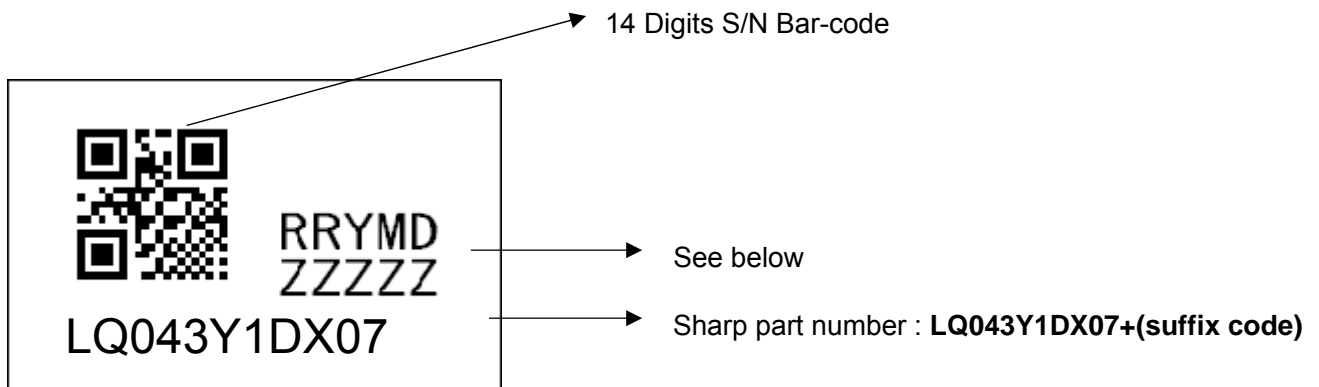 14 Digits S/N Bar-code
RRYMD
ZZZZZ
See below
LQ043Y1DX07
Sharp part number : LQ043Y1DX07+(suffix code)